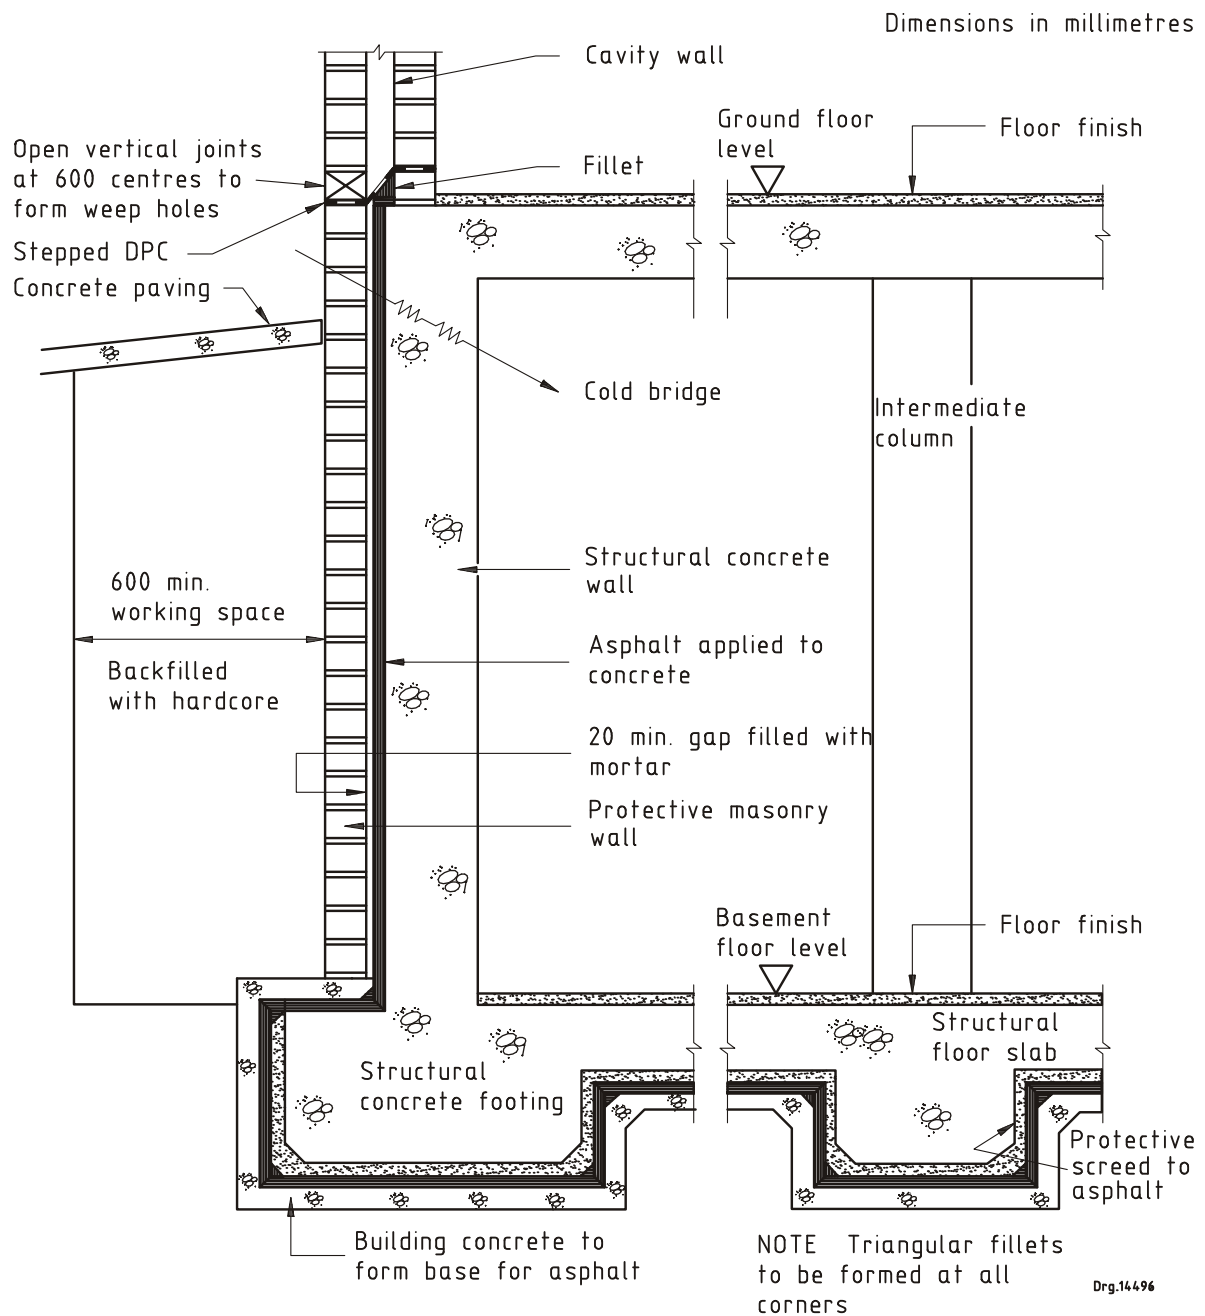 Dimensions in millimetres
Cavity wall
Ground floor
level
Floor finish
Open vertical joints
at 600 centres to
form weep holes
Fillet
Stepped DPC
Concrete paving
Cold bridge
Intermediate
column
Structural concrete
wall
600 min.
working space
Asphalt applied to
concrete
Backfilled
with hardcore
20 min. gap filled with
mortar
Protective masonry
wall
Basement
floor level
Floor finish
Structural
floor slab
Structural
concrete footing
Protective
screed to
asphalt
Building concrete to
form base for asphalt
NOTE Triangular fillets
to be formed at all
corners
Drg.14496